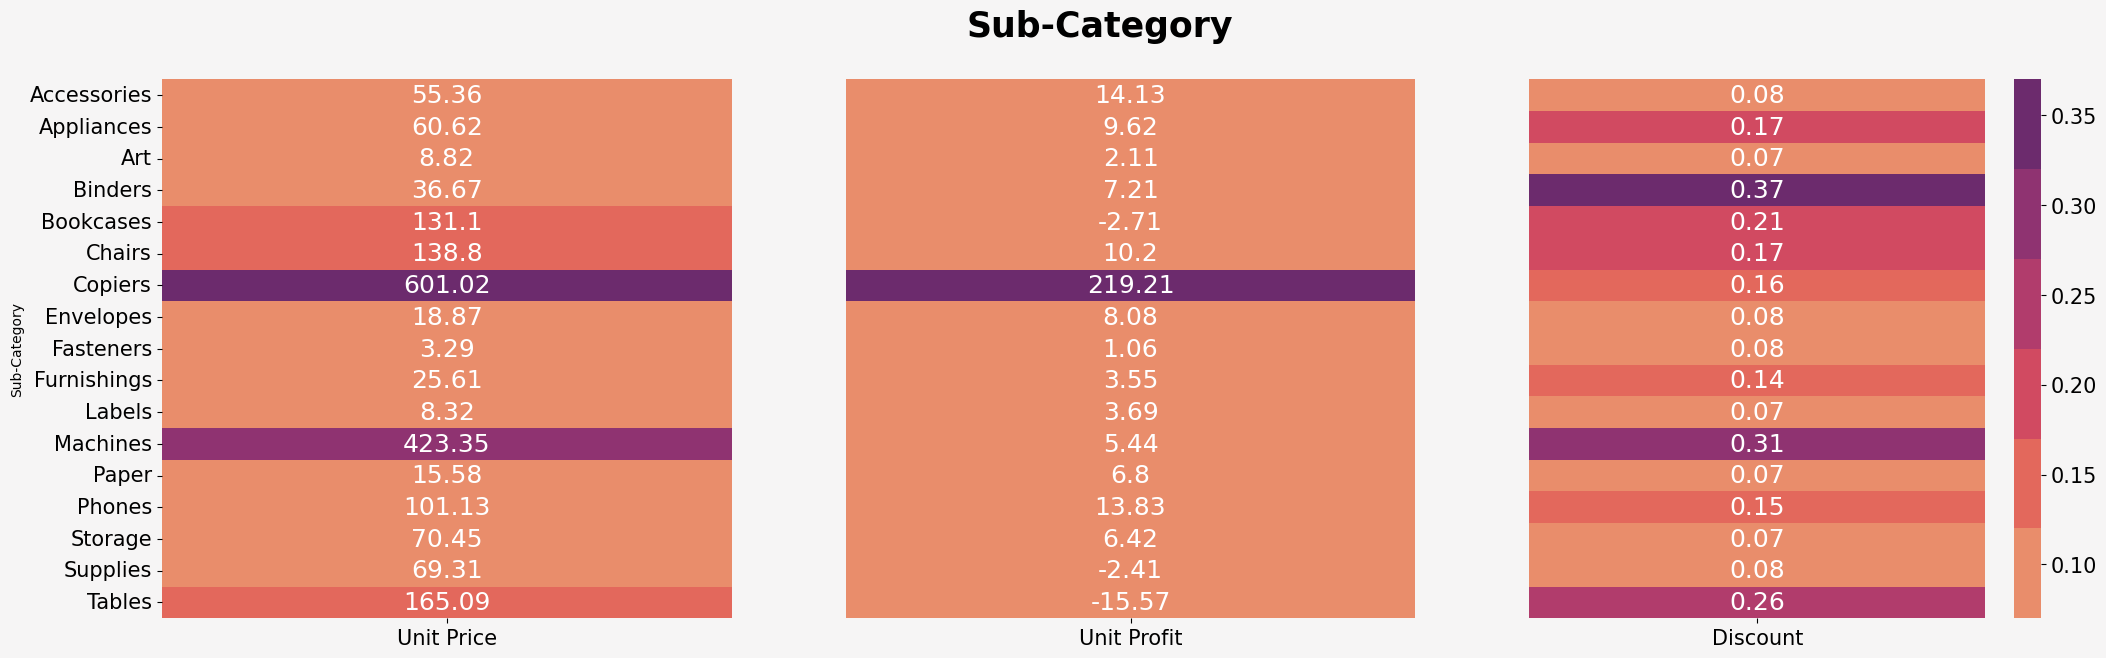 Sub-Category
Sub-Category
Accessories 55.36 14.13 0.08
Appliances 60.62 9.62 0.17
Art 8.82 2.11 0.07
Binders 36.67 7.21 0.37
Bookcases 131.1 -2.71 0.21
Chairs 138.8 10.2 0.17
Copiers 601.02 219.21 0.16
Envelopes 18.87 8.08 0.08
Fasteners 3.29 1.06 0.08
Furnishings 25.61 3.55 0.14
Labels 8.32 3.69 0.07
Machines 423.35 5.44 0.31
Paper 15.58 6.8 0.07
Phones 101.13 13.83 0.15
Storage 70.45 6.42 0.07
Supplies 69.31 -2.41 0.08
Tables 165.09 -15.57 0.26
Unit Price Unit Profit Discount
0.35
0.30
0.25
0.20
0.15
0.10